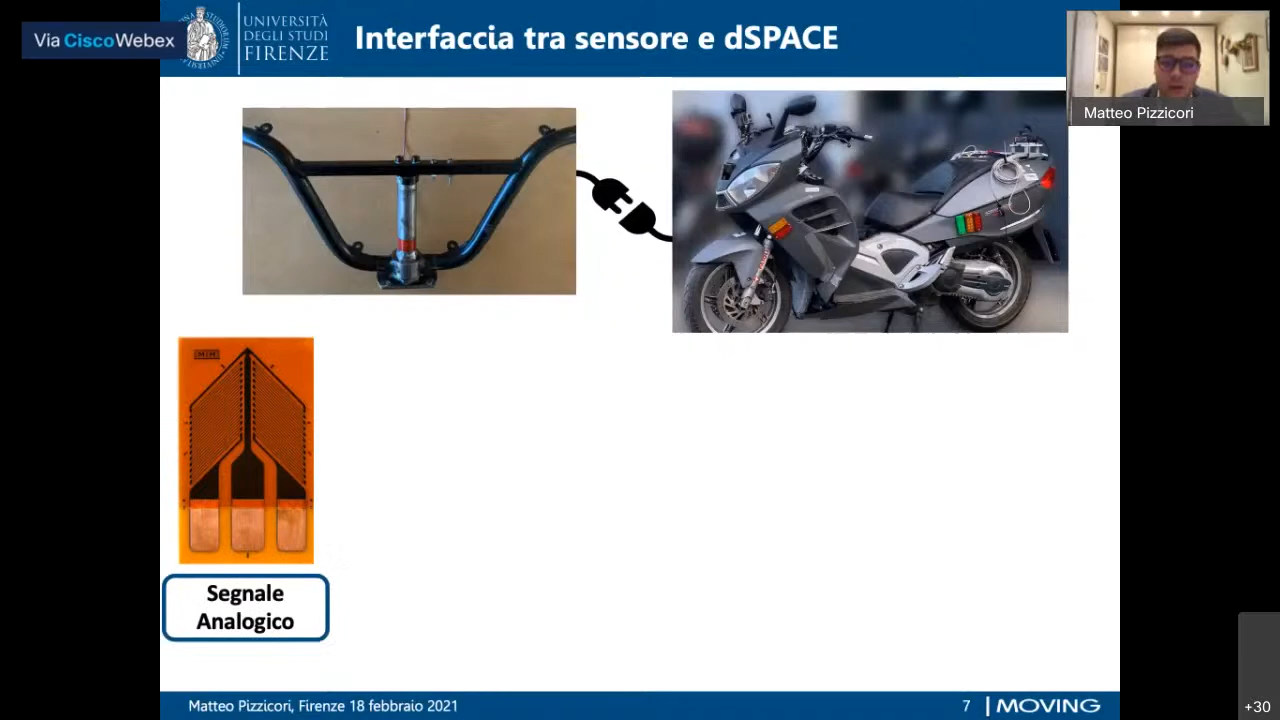 Via CiscoWebex
UNIVERSITÀ
DEGLI STUDI
FIRENZE
Interfaccia tra sensore e dSPACE
Matteo Pizzicori
Segnale
Analogico
Matteo Pizzicori, Firenze 18 febbraio 2021
7
MOVING
+30